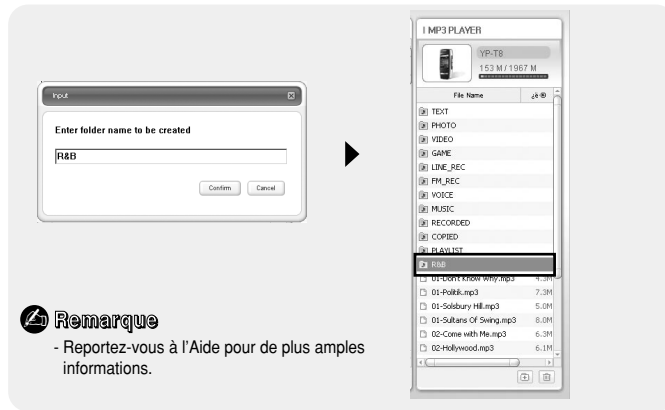 Input
Enter folder name to be created
R&B
Confirm Cancel
MP3 PLAYER
YP-T8
153 M / 1967 M
File Name ¿ë·®
TEXT
PHOTO
VIDEO
GAME
LINE_REC
FM_REC
VOICE
MUSIC
RECORDED
COPIED
PLAYLIST
R&B
01-Don't Know Why.mp3 4.3M
01-Politik.mp3 7.3M
01-Solsbury Hill.mp3 5.0M
01-Sultans Of Swing.mp3 8.0M
02-Come with Me.mp3 6.3M
02-Hollywood.mp3 6.1M
Remarque
- Reportez-vous à l'Aide pour de plus amples
informations.